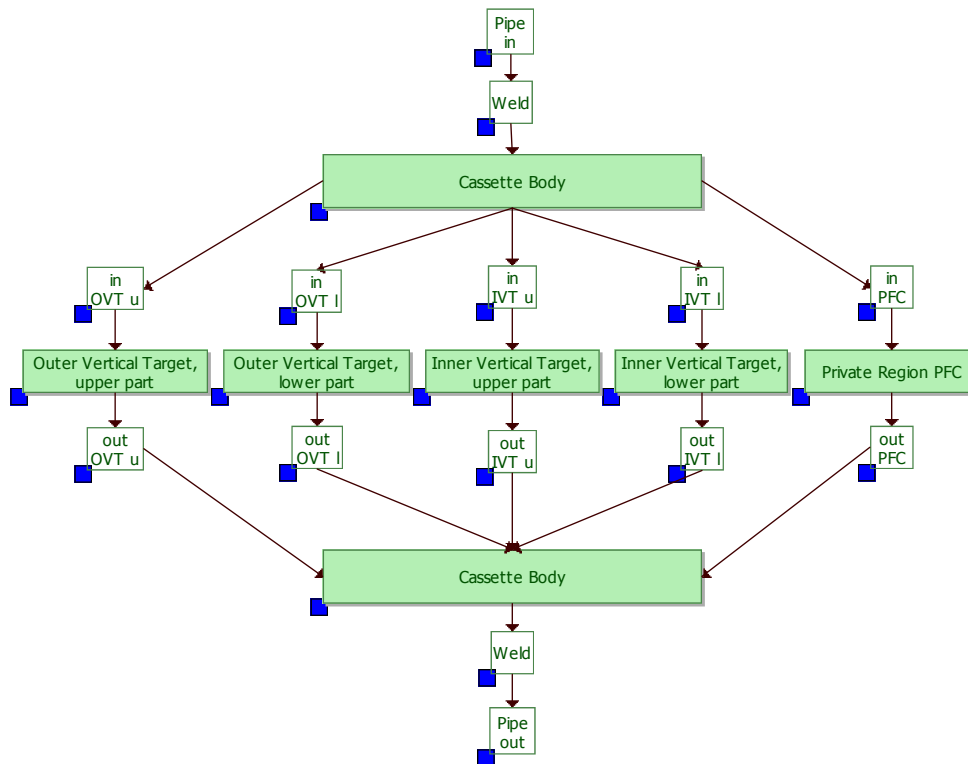 Pipe
in
Weld
Cassette Body
in
OVT u
in
OVT l
in
IVT u
in
IVT l
in
PFC
Outer Vertical Target,
upper part
Outer Vertical Target,
lower part
Inner Vertical Target,
upper part
Inner Vertical Target,
lower part
Private Region PFC
out
OVT u
out
OVT l
out
IVT u
out
IVT l
out
PFC
Cassette Body
Weld
Pipe
out